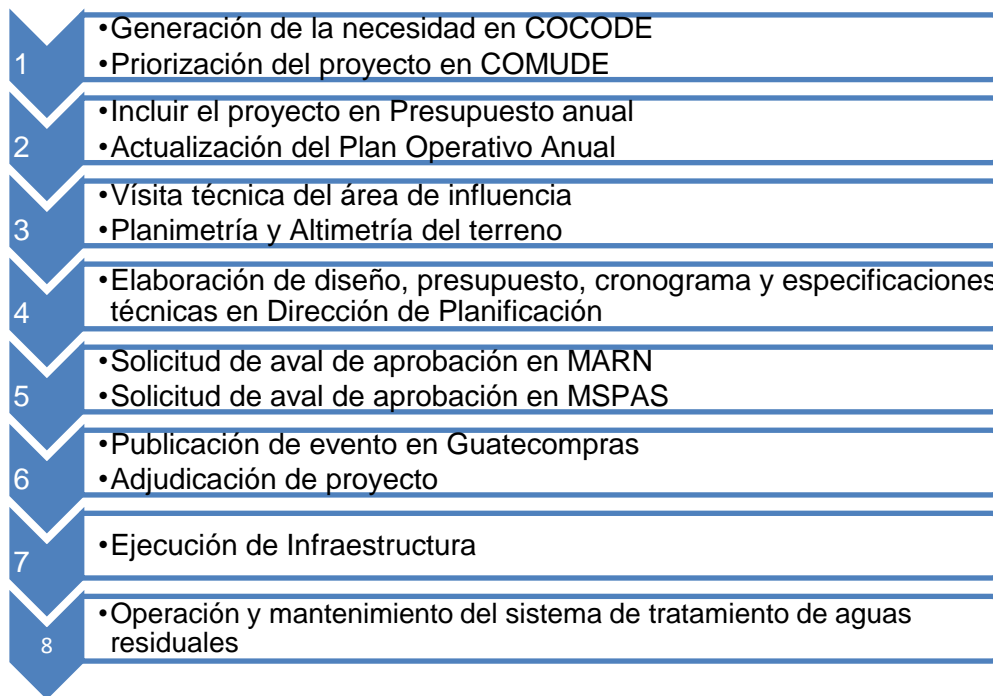 1
•Generación de la necesidad en COCODE
•Priorización del proyecto en COMUDE
2
•Incluir el proyecto en Presupuesto anual
•Actualización del Plan Operativo Anual
3
•Vísita técnica del área de influencia
•Planimetría y Altimetría del terreno
4
•Elaboración de diseño, presupuesto, cronograma y especificaciones
técnicas en Dirección de Planificación
5
•Solicitud de aval de aprobación en MARN
•Solicitud de aval de aprobación en MSPAS
6
•Publicación de evento en Guatecompras
•Adjudicación de proyecto
7
•Ejecución de Infraestructura
8
•Operación y mantenimiento del sistema de tratamiento de aguas
residuales